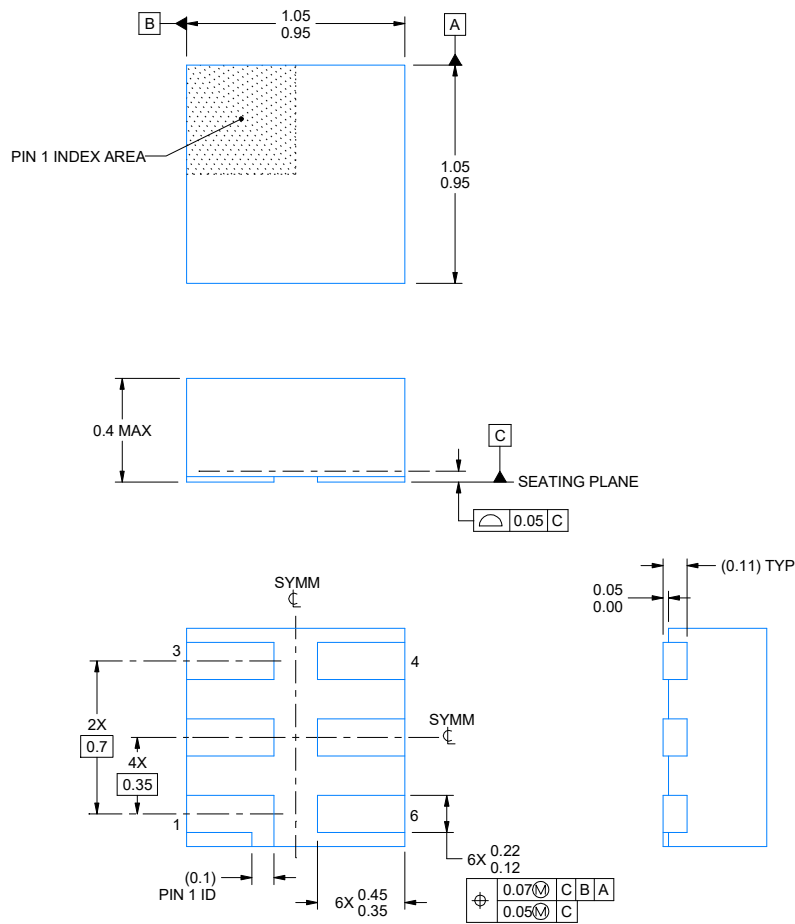 B
1.05
0.95
A
PIN 1 INDEX AREA
1.05
0.95
0.4 MAX
C
SEATING PLANE
⌓ 0.05 C
SYMM
℄
(0.11) TYP
0.05
0.00
3
4
SYMM
℄
2X
0.7
4X
0.35
1
6
(0.1)
PIN 1 ID
6X 0.45
0.35
6X 0.22
0.12
⌖ 0.07Ⓜ C B A
0.05Ⓜ C